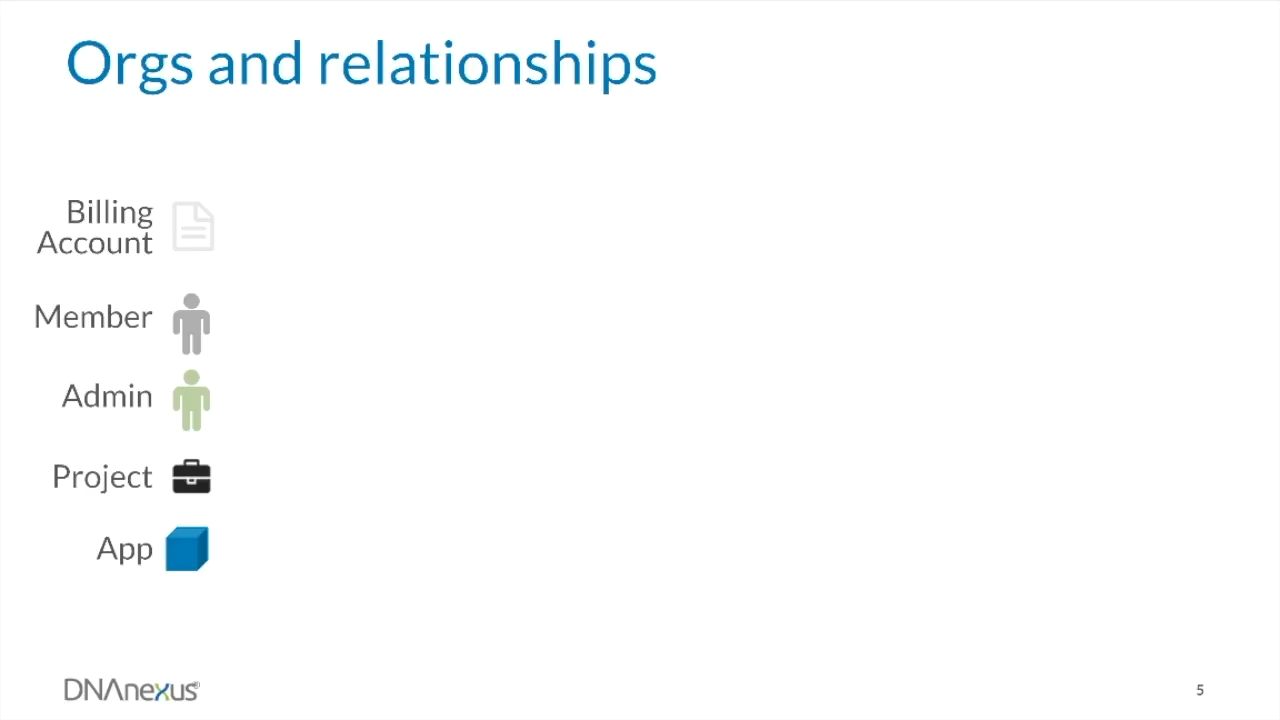 Orgs and relationships
Billing
Account
Member
Admin
Project
App
DNAnexus®
5